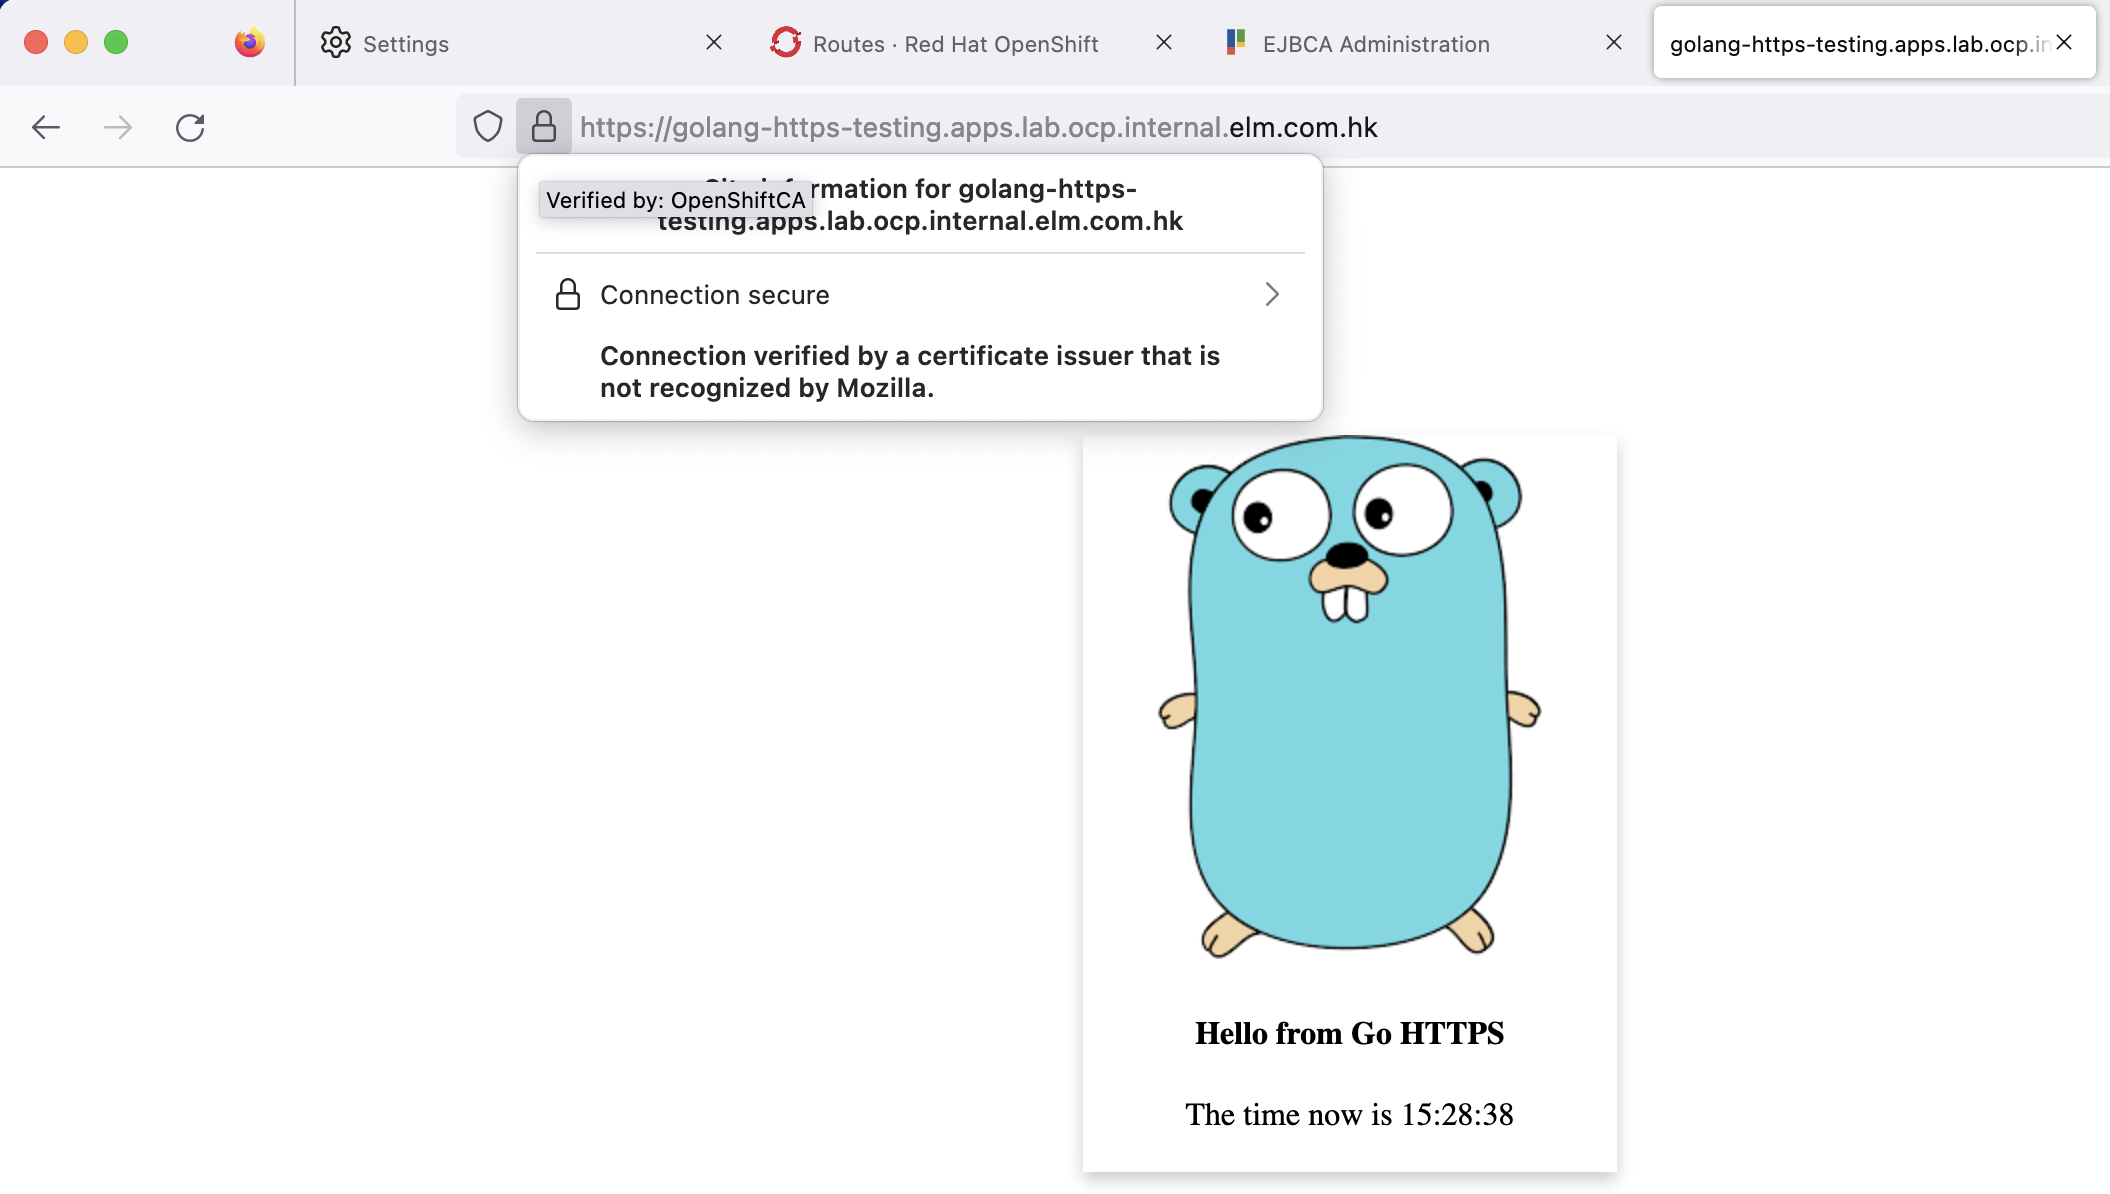 Settings
Routes · Red Hat OpenShift
EJBCA Administration
golang-https-testing.apps.lab.ocp.in
https://golang-https-testing.apps.lab.ocp.internal.elm.com.hk
Verified by: OpenShiftCA
rmation for golang-https-
testing.apps.lab.ocp.internal.elm.com.hk
Connection secure
Connection verified by a certificate issuer that is
not recognized by Mozilla.
Hello from Go HTTPS
The time now is 15:28:38